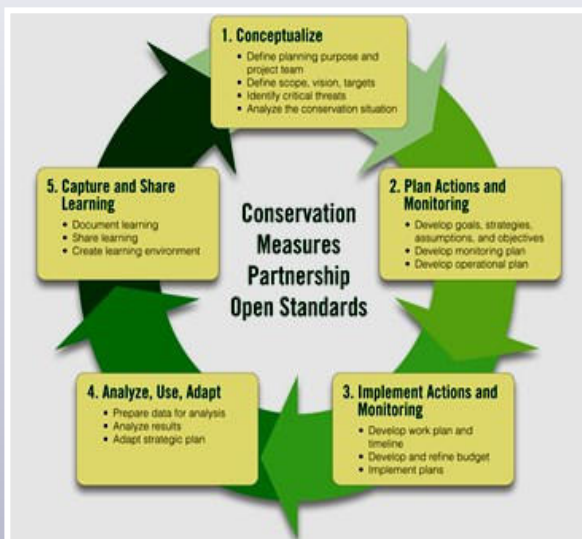 1. Conceptualize
• Define planning purpose and
project team
• Define scope, vision, targets
• Identify critical threats
• Analyze the conservation situation
2. Plan Actions and
Monitoring
• Develop goals, strategies,
assumptions, and objectives
• Develop monitoring plan
• Develop operational plan
3. Implement Actions and
Monitoring
• Develop work plan and
timeline
• Develop and refine budget
• Implement plans
4. Analyze, Use, Adapt
• Prepare data for analysis
• Analyze results
• Adapt strategic plan
5. Capture and Share
Learning
• Document learning
• Share learning
• Create learning environment
Conservation
Measures
Partnership
Open Standards